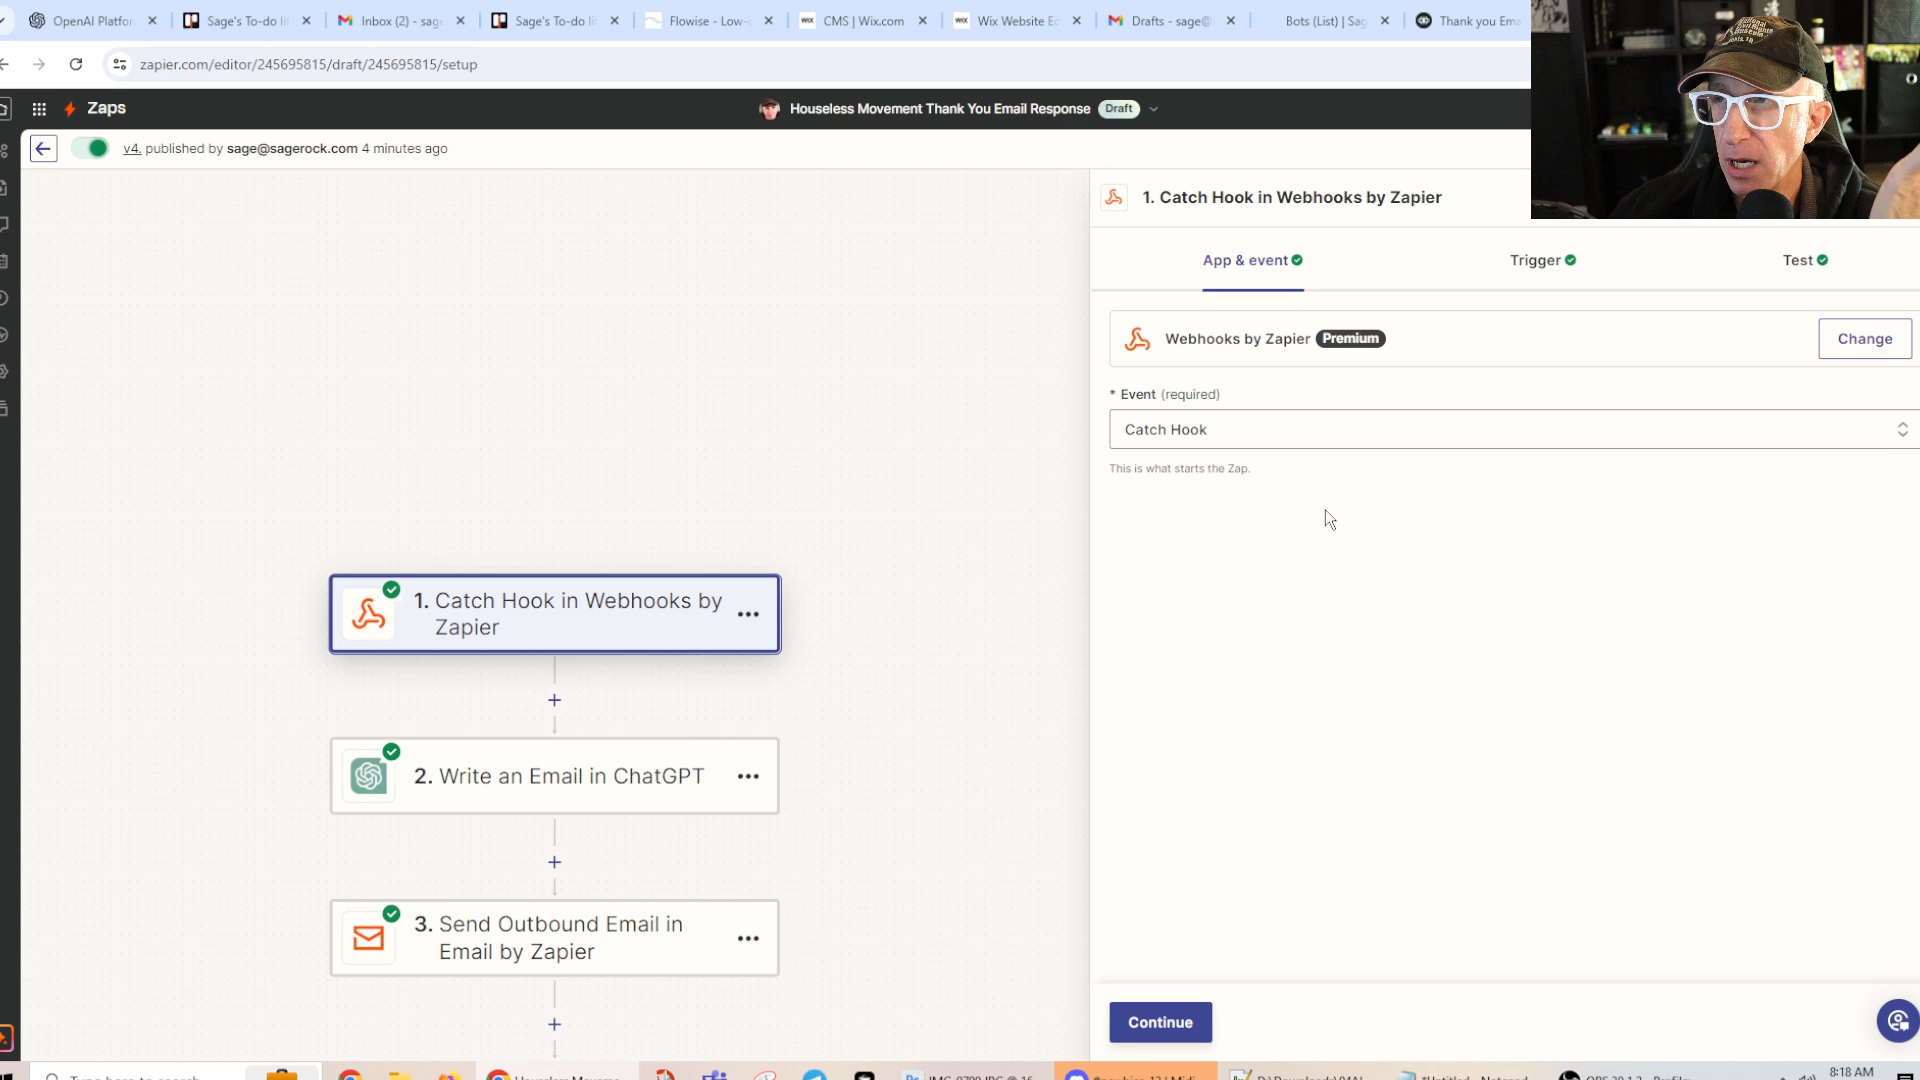 OpenAI Platfor
Sage's To-do li
Inbox (2) - sag
Sage's To-do li
Flowise - Low-
CMS | Wix.com
Wix Website Ed
Drafts - sage@
Bots (List) | Sag
Thank you Ema
zapier.com/editor/245695815/draft/245695815/setup
Zaps
Houseless Movement Thank You Email Response Draft
v4. published by sage@sagerock.com 4 minutes ago
1. Catch Hook in Webhooks by Zapier
App & event
Trigger
Test
Webhooks by Zapier Premium
Change
* Event (required)
Catch Hook
This is what starts the Zap.
1. Catch Hook in Webhooks by
Zapier
2. Write an Email in ChatGPT
3. Send Outbound Email in
Email by Zapier
Continue
8:18 AM